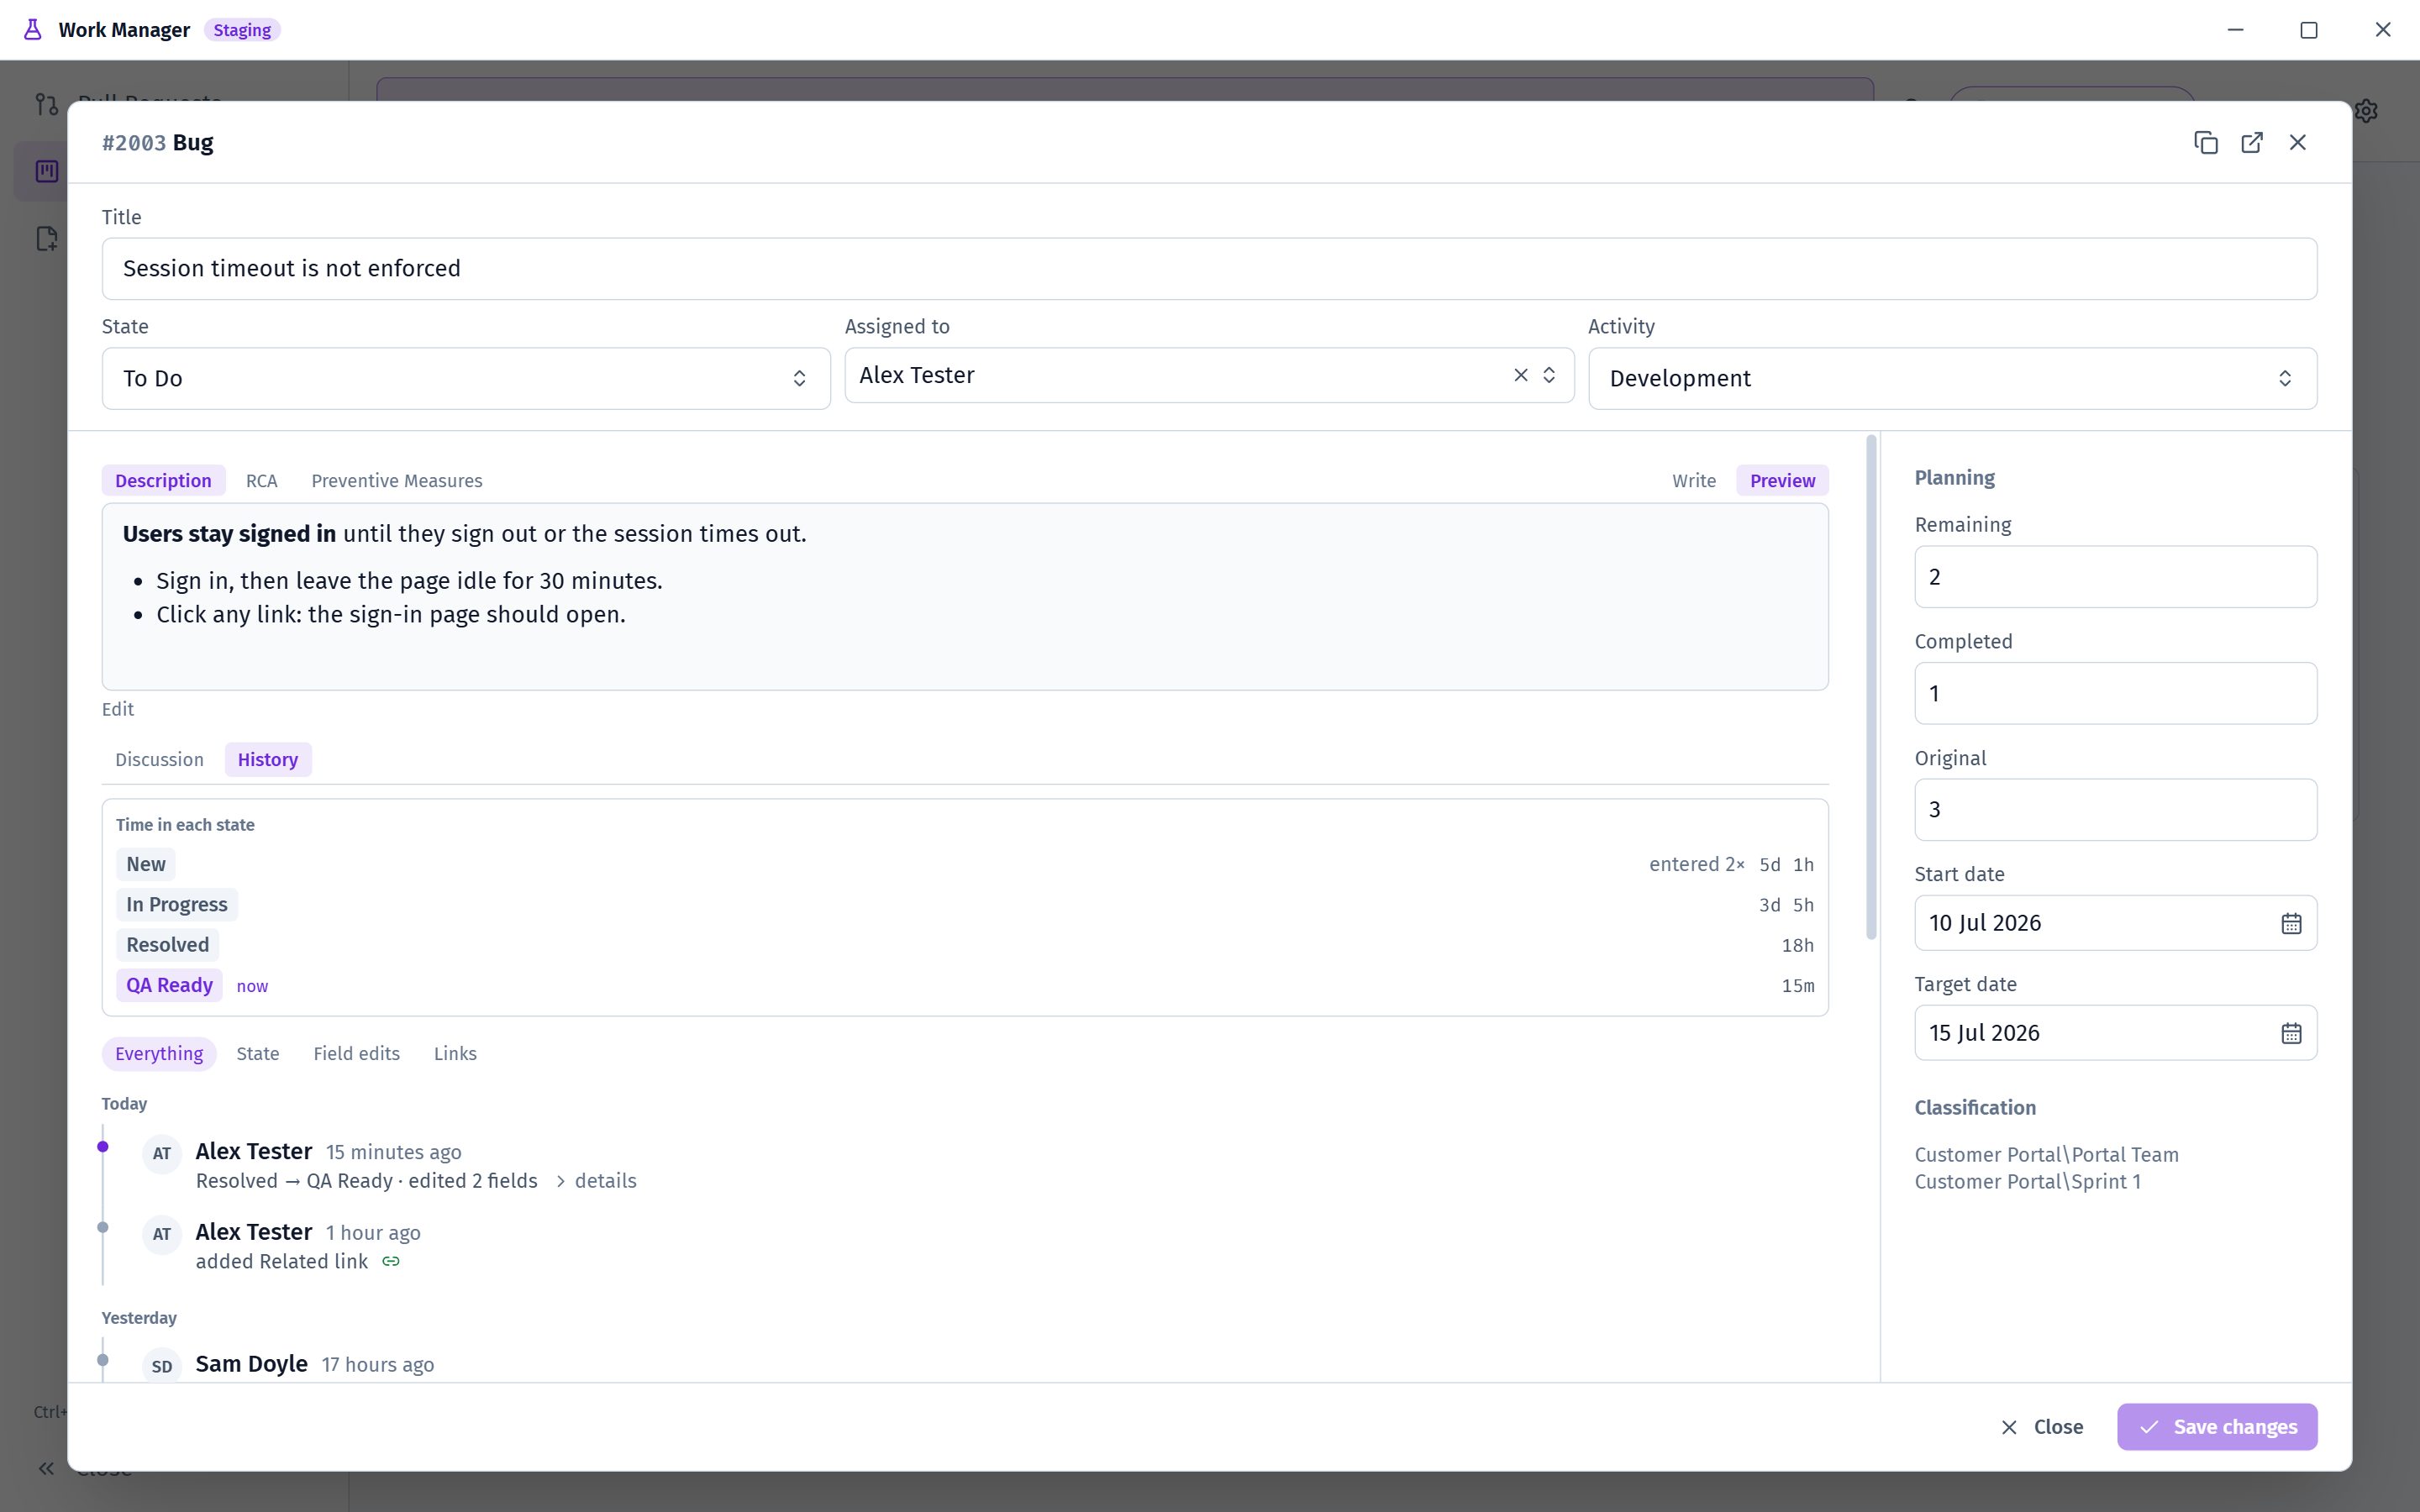 Work Manager Staging
Pull Requests
#2003 Bug
Title
Session timeout is not enforced
State Assigned to Activity
To Do Alex Tester Development
Description RCA Preventive Measures Write Preview
Users stay signed in until they sign out or the session times out.
• Sign in, then leave the page idle for 30 minutes.
• Click any link: the sign-in page should open.
Edit
Discussion History
Time in each state
New entered 2× 5d 1h
In Progress 3d 5h
Resolved 18h
QA Ready now 15m
Everything State Field edits Links
Today
AT Alex Tester 15 minutes ago
Resolved → QA Ready · edited 2 fields > details
AT Alex Tester 1 hour ago
added Related link
Yesterday
SD Sam Doyle 17 hours ago
Planning
Remaining
2
Completed
1
Original
3
Start date
10 Jul 2026
Target date
15 Jul 2026
Classification
Customer Portal\Portal Team
Customer Portal\Sprint 1
Ctrl+
Close
Close Save changes